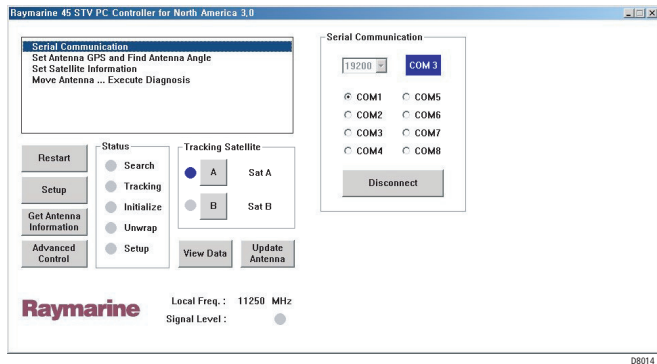 Raymarine 45 STV PC Controller for North America 3,0
Serial Communication
Set Antenna GPS and Find Antenna Angle
Set Satellite Information
Move Antenna ... Execute Diagnosis
Serial Communication
19200
COM 3
COM1
COM5
COM2
COM6
COM3
COM7
COM4
COM8
Disconnect
Restart
Setup
Get Antenna
Information
Advanced
Control
Status
Search
Tracking
Initialize
Unwrap
Setup
Tracking Satellite
A
Sat A
B
Sat B
View Data
Update
Antenna
Raymarine
Local Freq. : 11250 MHz
Signal Level :
D8014